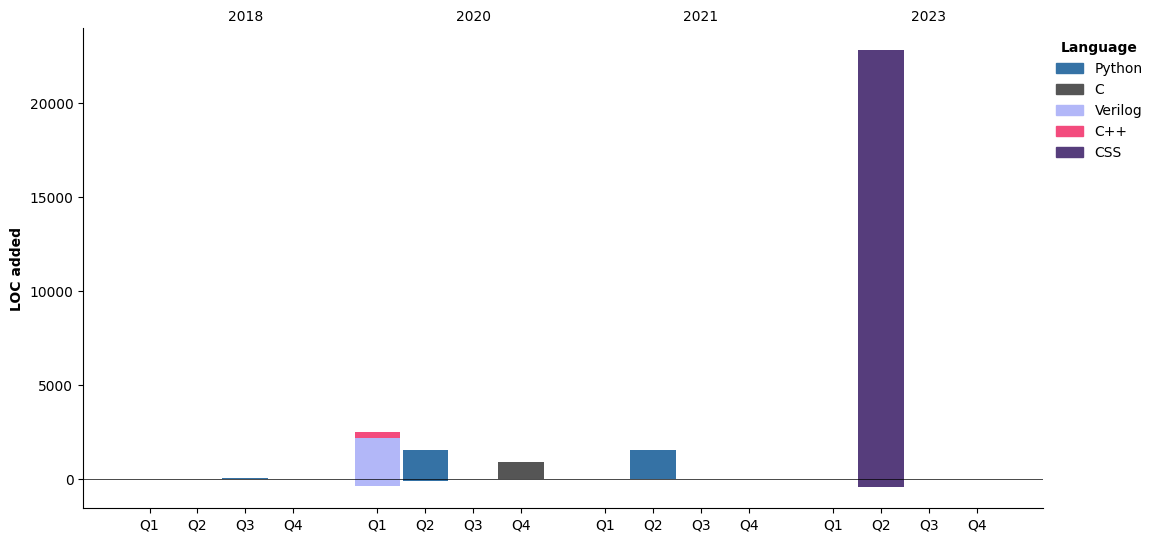 2018 2020 2021 2023
Language
Python
C
Verilog
C++
CSS
LOC added
20000
15000
10000
5000
0
Q1 Q2 Q3 Q4 Q1 Q2 Q3 Q4 Q1 Q2 Q3 Q4 Q1 Q2 Q3 Q4